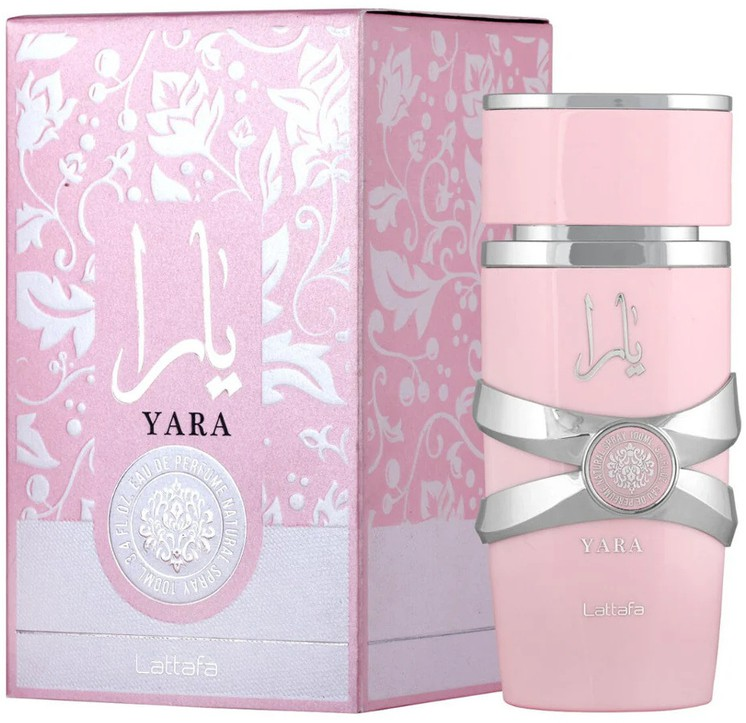 يارا
YARA
3.4 FL.OZ. EAU DE PERFUME NATURAL SPRAY 100ML
Lattafa
يارا
YARA
Lattafa